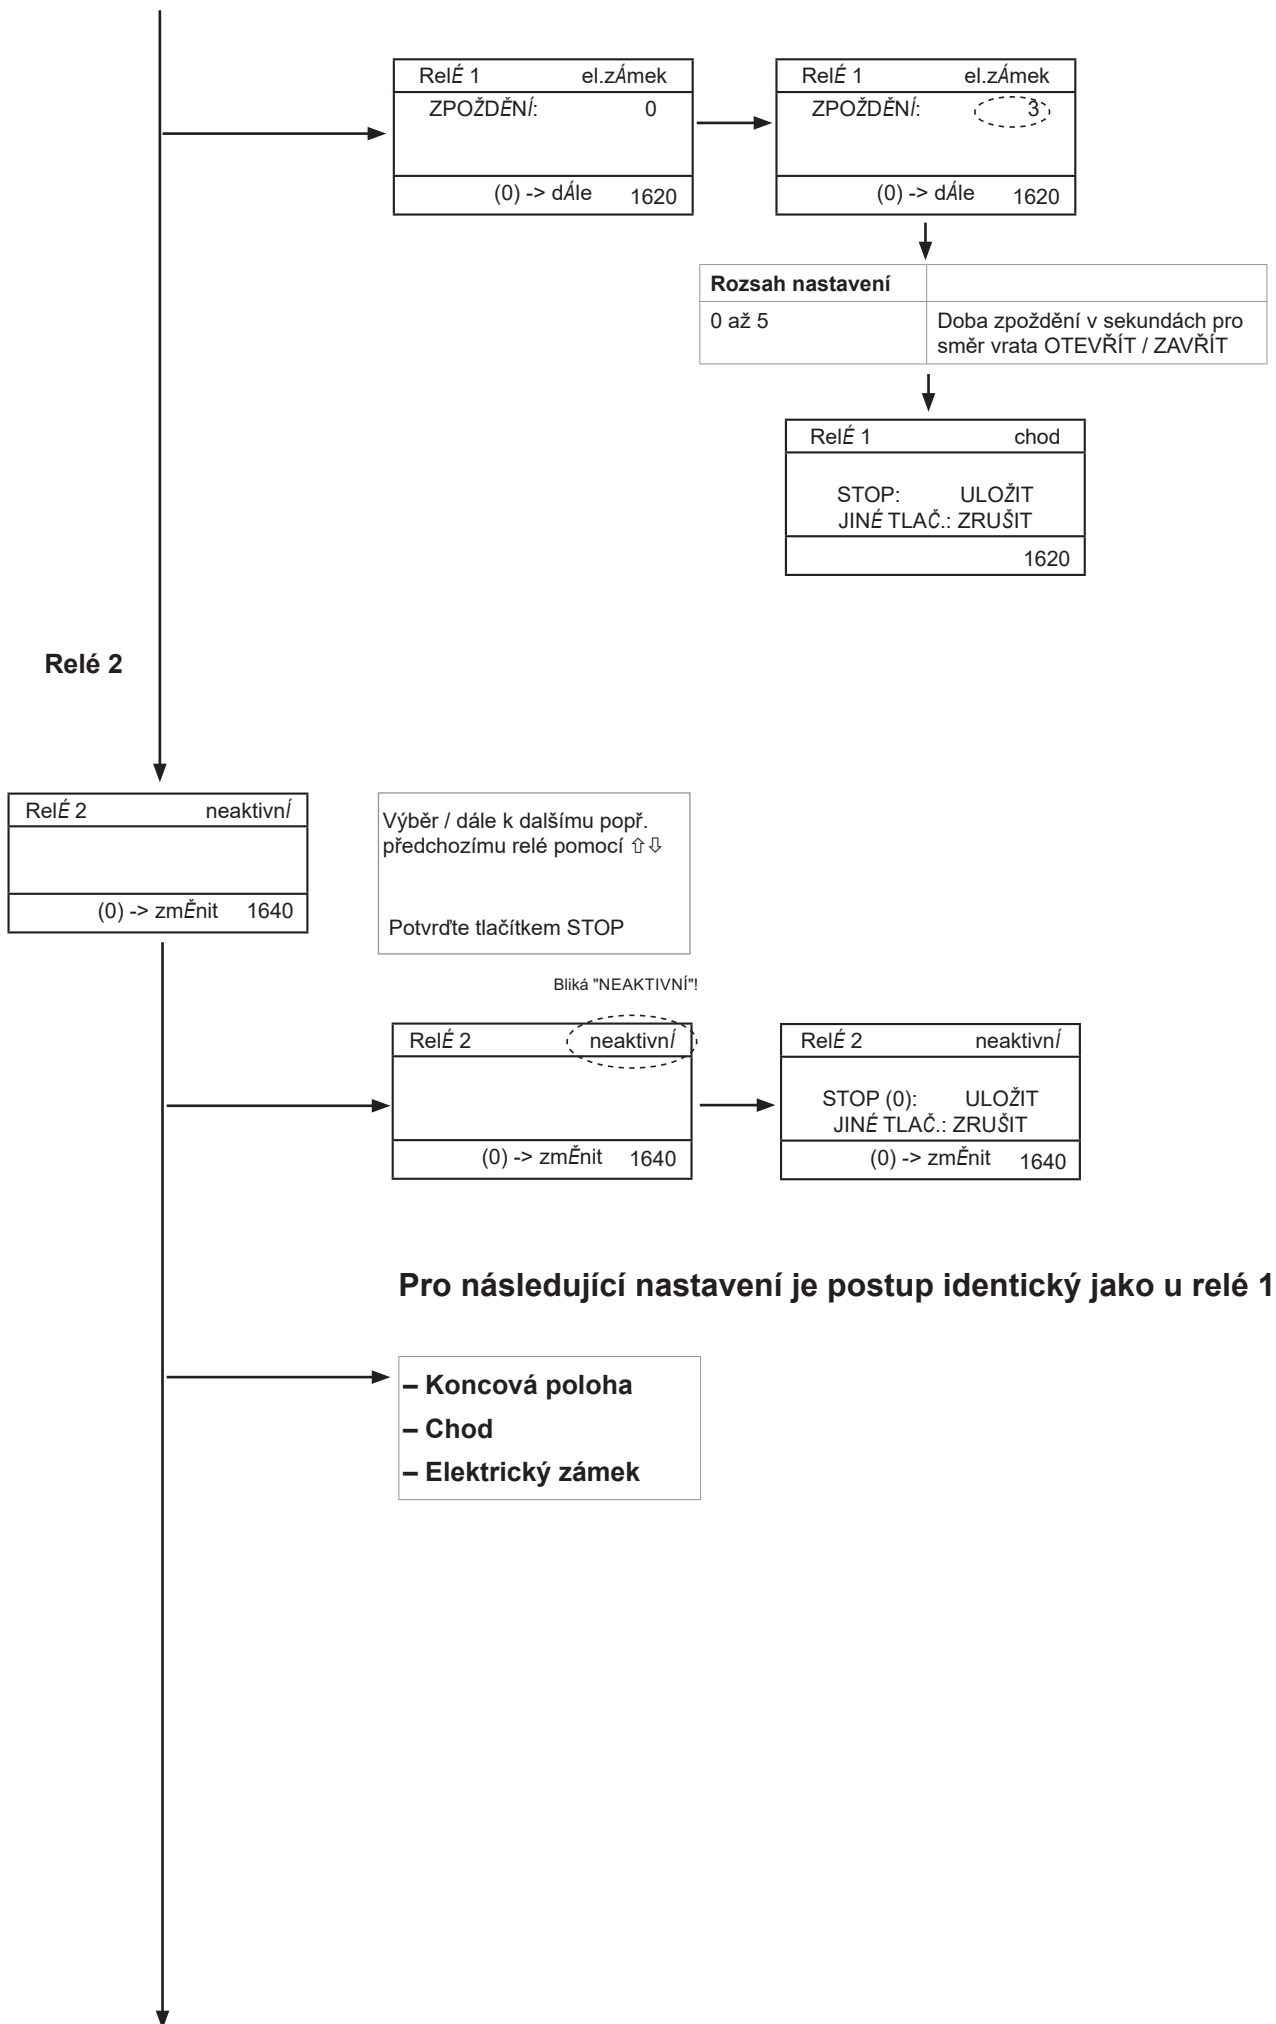 RelÉ 1 el.zÁmek
ZPOŽDĚNÍ: 0
(0) -> dÁle 1620
RelÉ 1 el.zÁmek
ZPOŽDĚNÍ: 3
(0) -> dÁle 1620
Rozsah nastavení
0 až 5
Doba zpoždění v sekundách pro
směr vrata OTEVŘÍT / ZAVŘÍT
RelÉ 1 chod
STOP: ULOŽIT
JINÉ TLAČ.: ZRUŠIT
1620
Relé 2
RelÉ 2 neaktivnÍ
(0) -> zmĚnit 1640
Výběr / dále k dalšímu popř.
předchozímu relé pomocí ⇧⇩
Potvrďte tlačítkem STOP
Bliká "NEAKTIVNÍ"!
RelÉ 2 neaktivnÍ
(0) -> zmĚnit 1640
RelÉ 2 neaktivnÍ
STOP (0): ULOŽIT
JINÉ TLAČ.: ZRUŠIT
(0) -> zmĚnit 1640
Pro následující nastavení je postup identický jako u relé 1
– Koncová poloha
– Chod
– Elektrický zámek